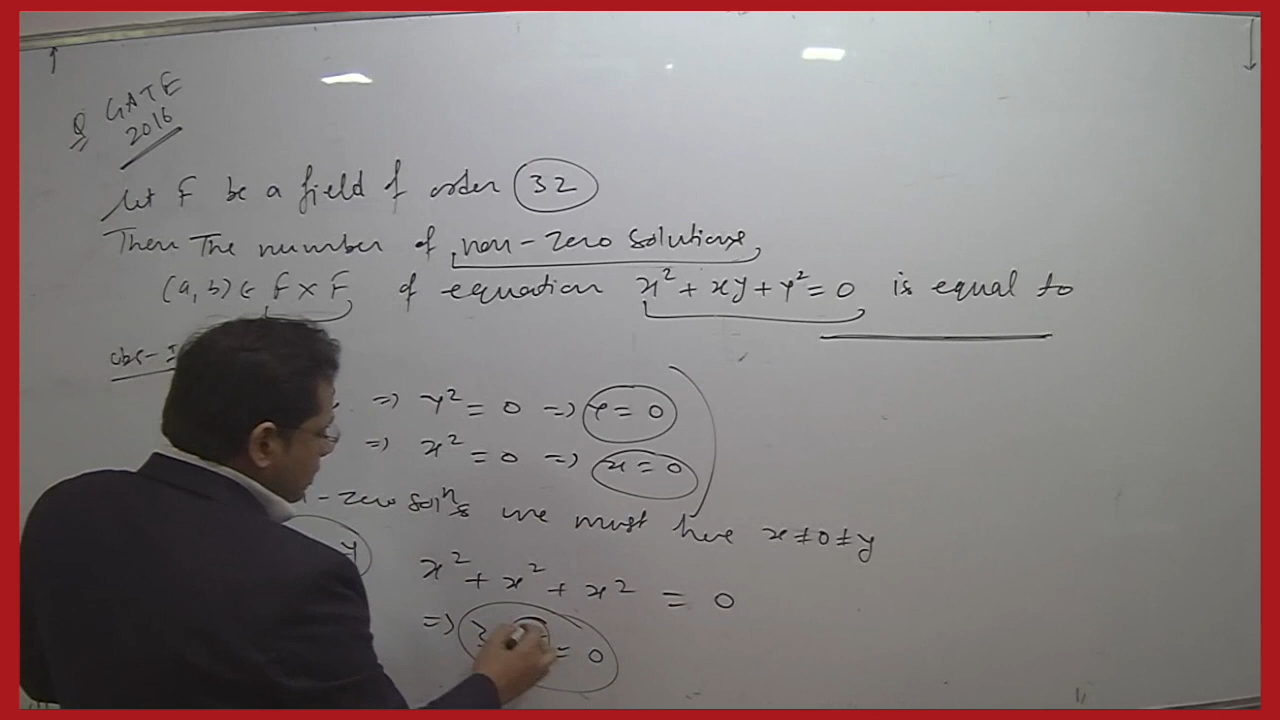 Q GATE
2016
Let F be a field of order 32
Then The number of non-zero solutions,
(a, b) ∈ F × F of equation x² + xy + y² = 0 is equal to
obs-I
=> y² = 0 => y = 0
=> x² = 0 => x = 0
- zero solⁿs we must have x ≠ 0 ≠ y
y
x² + x² + x² = 0
=> 3 = 0